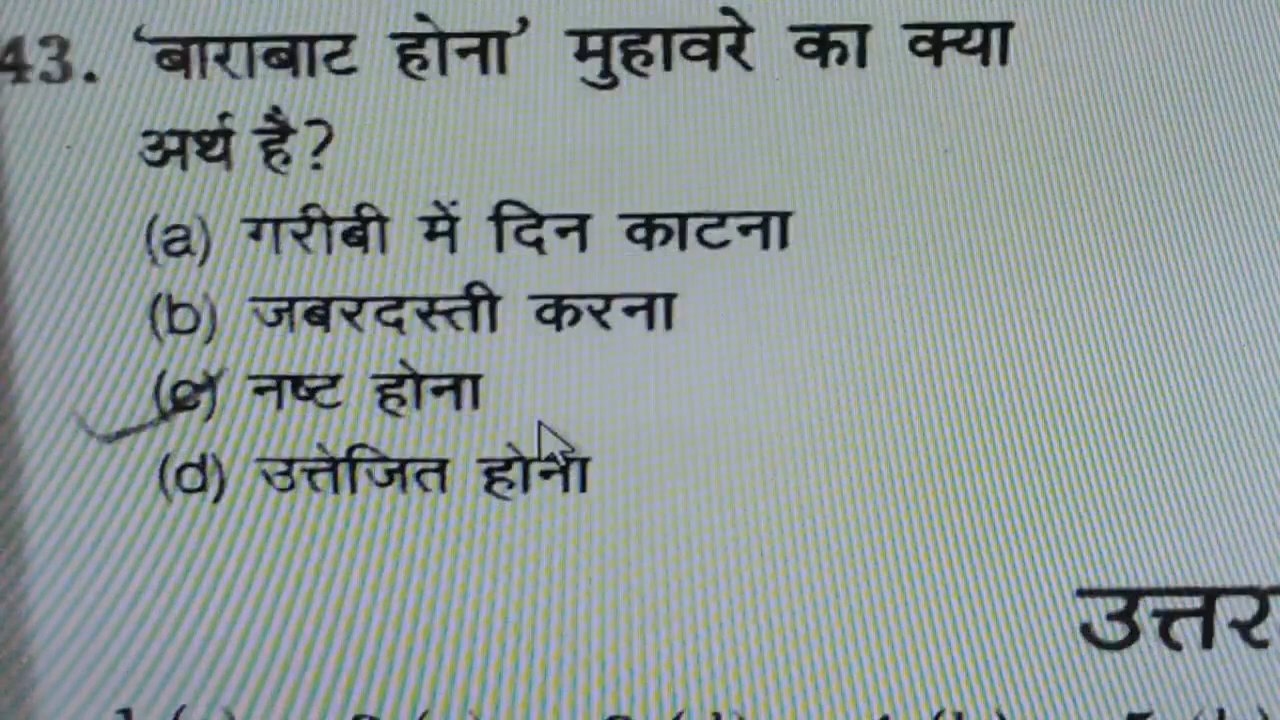 43. 'बाराबाट होना' मुहावरे का क्या
अर्थ है?
(a) गरीबी में दिन काटना
(b) जबरदस्ती करना
(c) नष्ट होना
(d) उत्तेजित होना
उत्तर